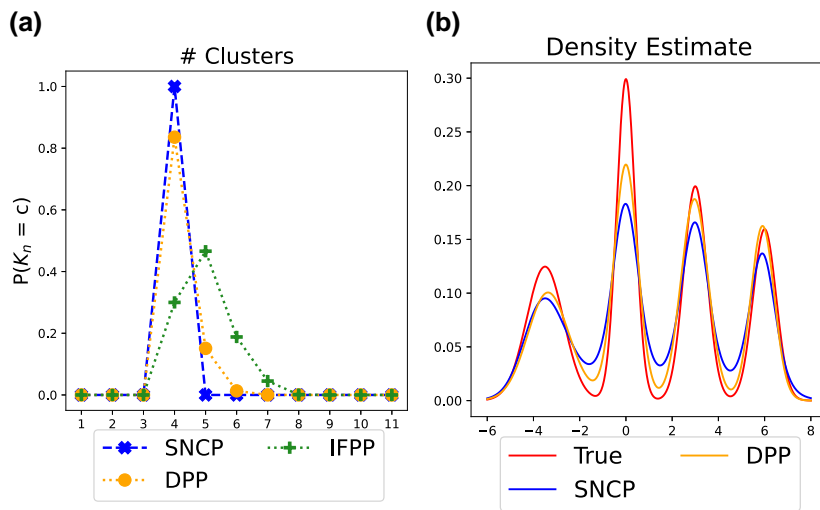 (a)
# Clusters
P(K_n = c)
1.0
0.8
0.6
0.4
0.2
0.0
1 2 3 4 5 6 7 8 9 10 11
SNCP IFPP
DPP
(b)
Density Estimate
0.30
0.25
0.20
0.15
0.10
0.05
0.00
−6 −4 −2 0 2 4 6 8
True DPP
SNCP